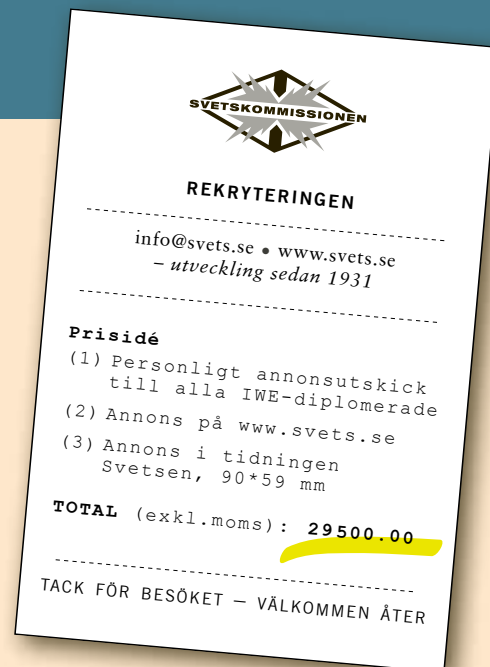 SVETSKOMMISSIONEN
REKRYTERINGEN
info@svets.se • www.svets.se
– utveckling sedan 1931
Prisidé
(1) Personligt annonsutskick
till alla IWE-diplomerade
(2) Annons på www.svets.se
(3) Annons i tidningen
Svetsen, 90*59 mm
TOTAL (exkl.moms): 29500.00
TACK FÖR BESÖKET – VÄLKOMMEN ÅTER